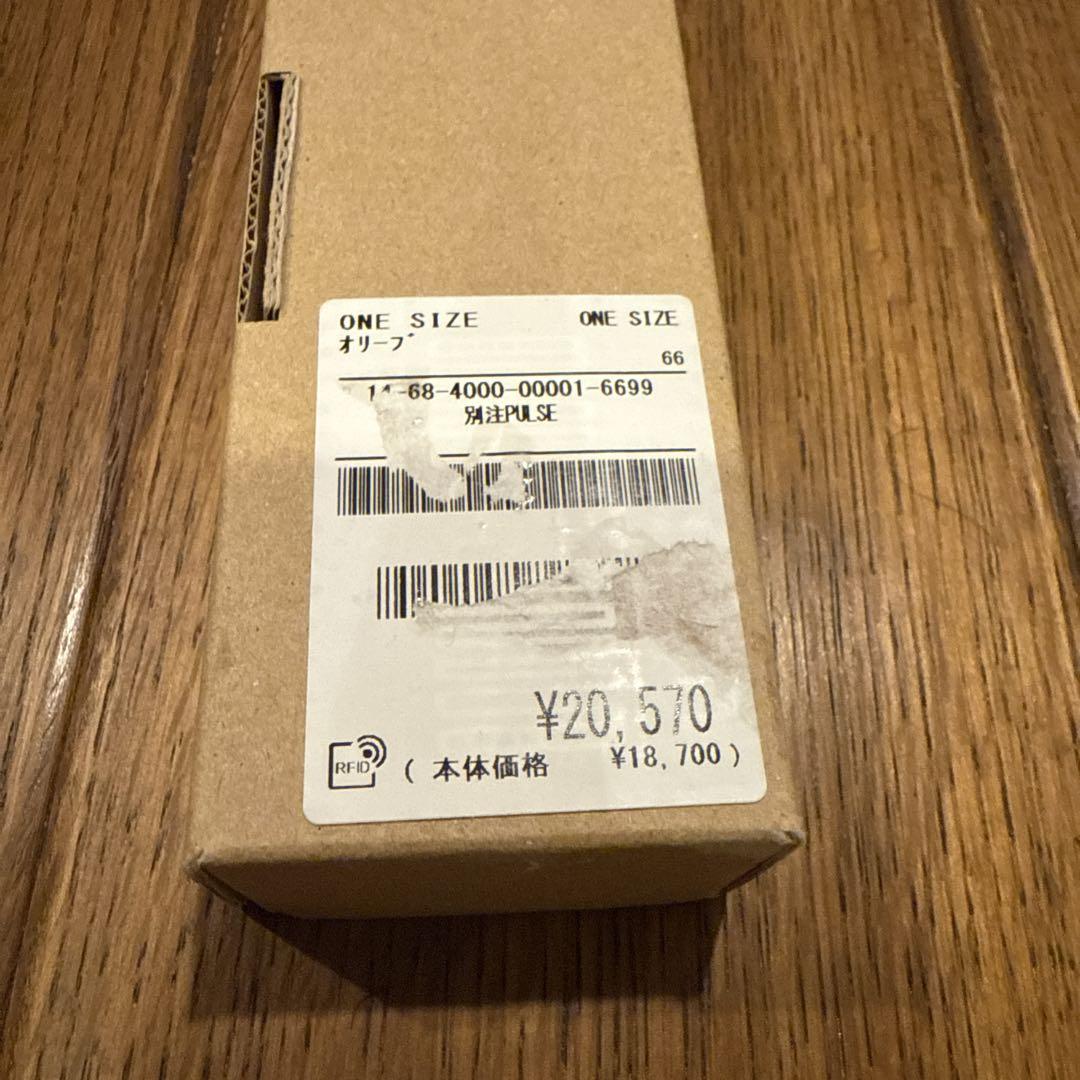 ONE SIZE ONE SIZE
オリーブ
66
14-68-4000-00001-6699
別注PULSE
¥20,570
RFID (本体価格 ¥18,700)